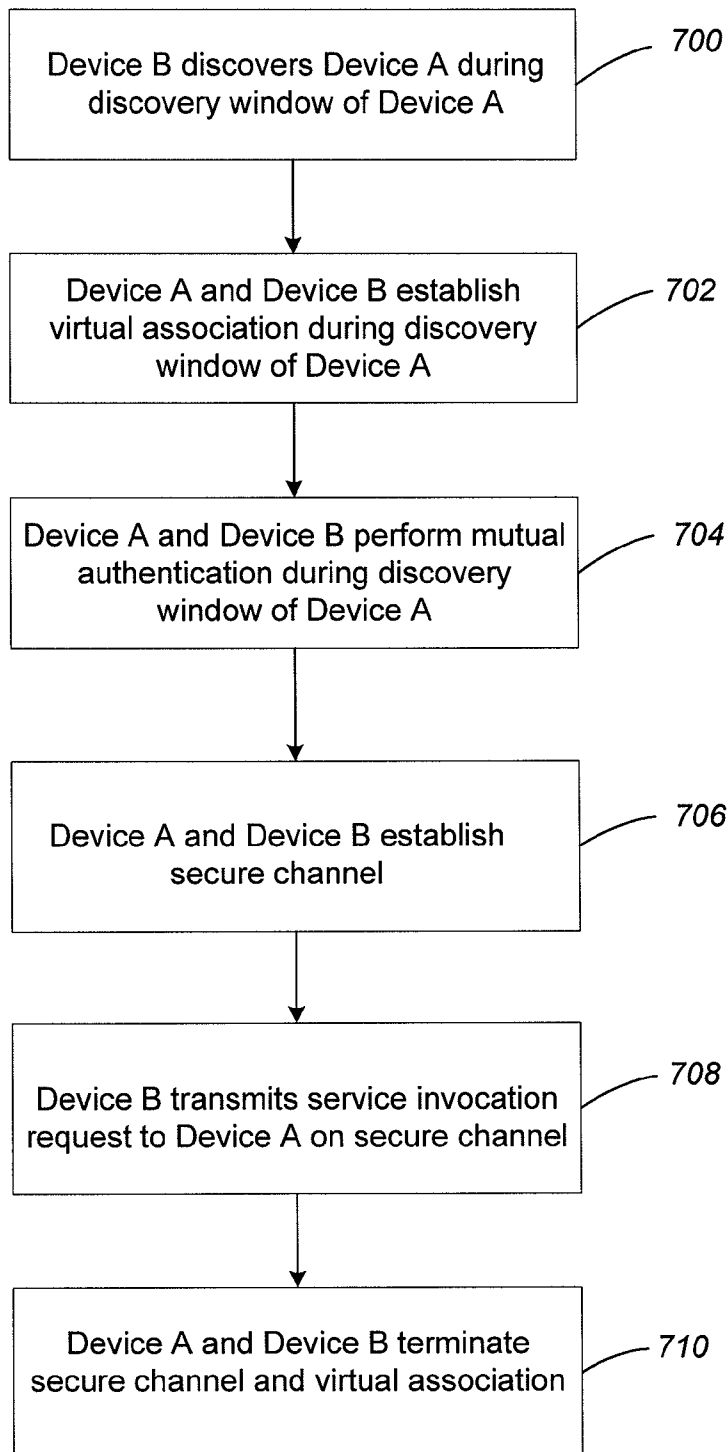 Device B discovers Device A during
discovery window of Device A
700
Device A and Device B establish
virtual association during discovery
window of Device A
702
Device A and Device B perform mutual
authentication during discovery
window of Device A
704
Device A and Device B establish
secure channel
706
Device B transmits service invocation
request to Device A on secure channel
708
Device A and Device B terminate
secure channel and virtual association
710